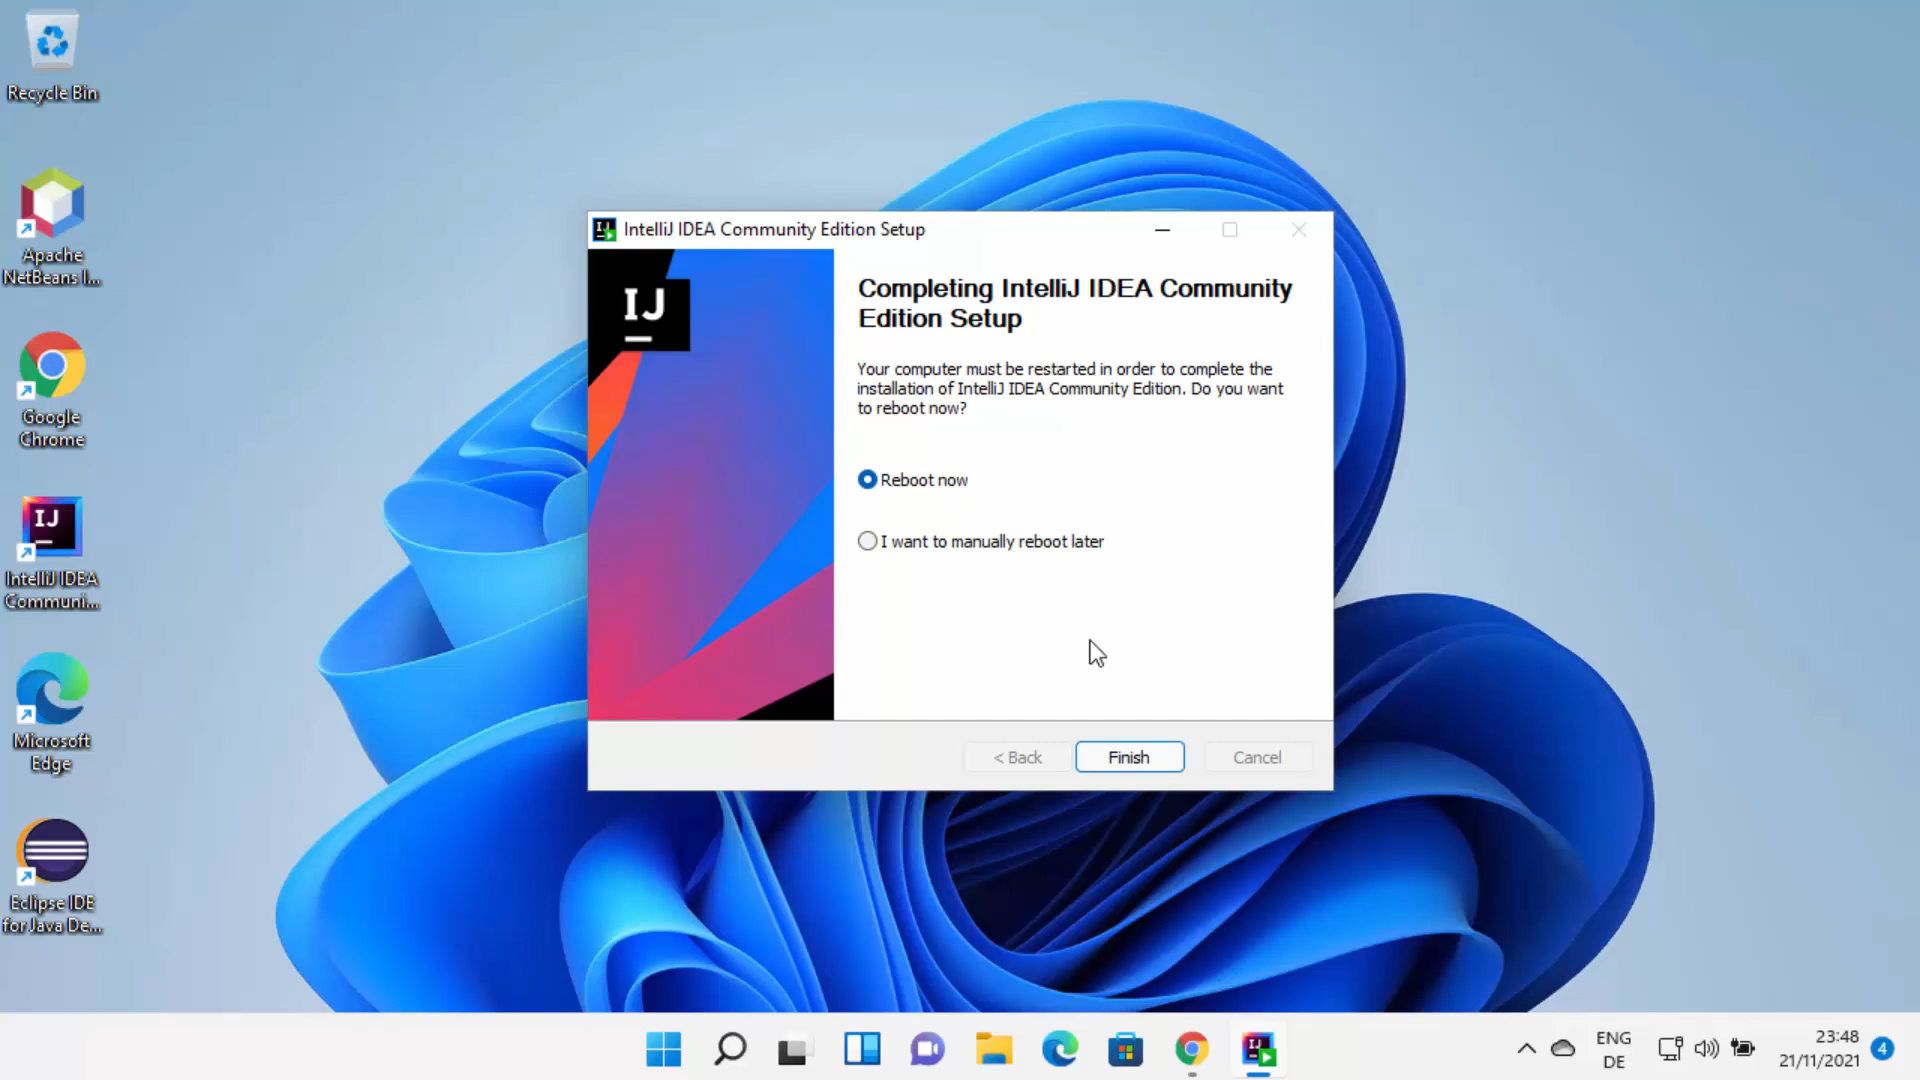 Recycle Bin
Apache
NetBeans I...
Google
Chrome
IJ
IntelliJ IDEA
Communi...
Microsoft
Edge
Eclipse IDE
for Java De...
IntelliJ IDEA Community Edition Setup
IJ
Completing IntelliJ IDEA Community
Edition Setup
Your computer must be restarted in order to complete the
installation of IntelliJ IDEA Community Edition. Do you want
to reboot now?
Reboot now
I want to manually reboot later
< Back
Finish
Cancel
IJ
ENG
DE
23:48
21/11/2021
4